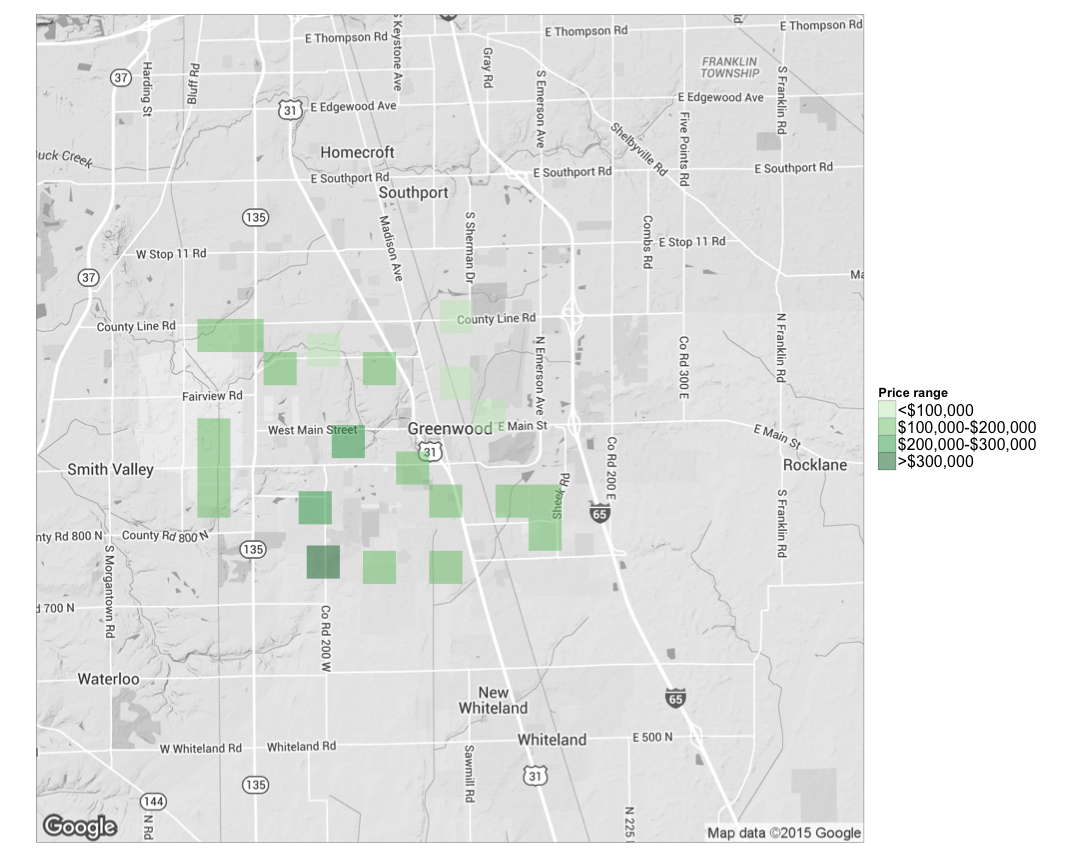 S Keystone Ave
E Thompson Rd
E Thompson Rd
E Thompson Rd
Gray Rd
FRANKLIN
TOWNSHIP
37
Harding St
Bluff Rd
S Emerson Ave
S Franklin Rd
31
E Edgewood Ave
E Edgewood Ave
Five Points Rd
Shelbyville Rd
Homecroft
uck Creek
E Southport Rd
E Southport Rd
E Southport Rd
Southport
135
Madison Ave
S Sherman Dr
Combs Rd
W Stop 11 Rd
E Stop 11 Rd
37
Ma
County Line Rd
County Line Rd
N Franklin Rd
N Emerson Ave
Co Rd 300 E
Fairview Rd
Price range
<$100,000
$100,000-$200,000
$200,000-$300,000
>$300,000
West Main Street
Greenwood
E Main St
E Main St
31
Smith Valley
Rocklane
Co Rd 200 E
Sheek Rd
S Franklin Rd
65
nty Rd 800 N
County Rd 800 N
135
S Morgantown Rd
d 700 N
Co Rd 200 W
Waterloo
New
Whiteland
65
W Whiteland Rd
Whiteland Rd
Whiteland
E 500 N
Sawmill Rd
31
135
144
N Rd
N 225
Google
Map data ©2015 Google